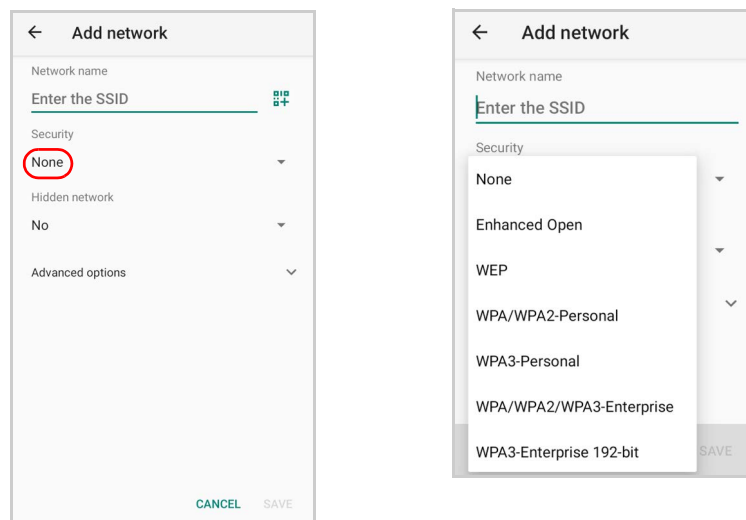 Add network
Network name
Enter the SSID
Security
None
Hidden network
No
Advanced options
CANCEL SAVE
Add network
Network name
Enter the SSID
Security
None
Enhanced Open
WEP
WPA/WPA2-Personal
WPA3-Personal
WPA/WPA2/WPA3-Enterprise
WPA3-Enterprise 192-bit
SAVE